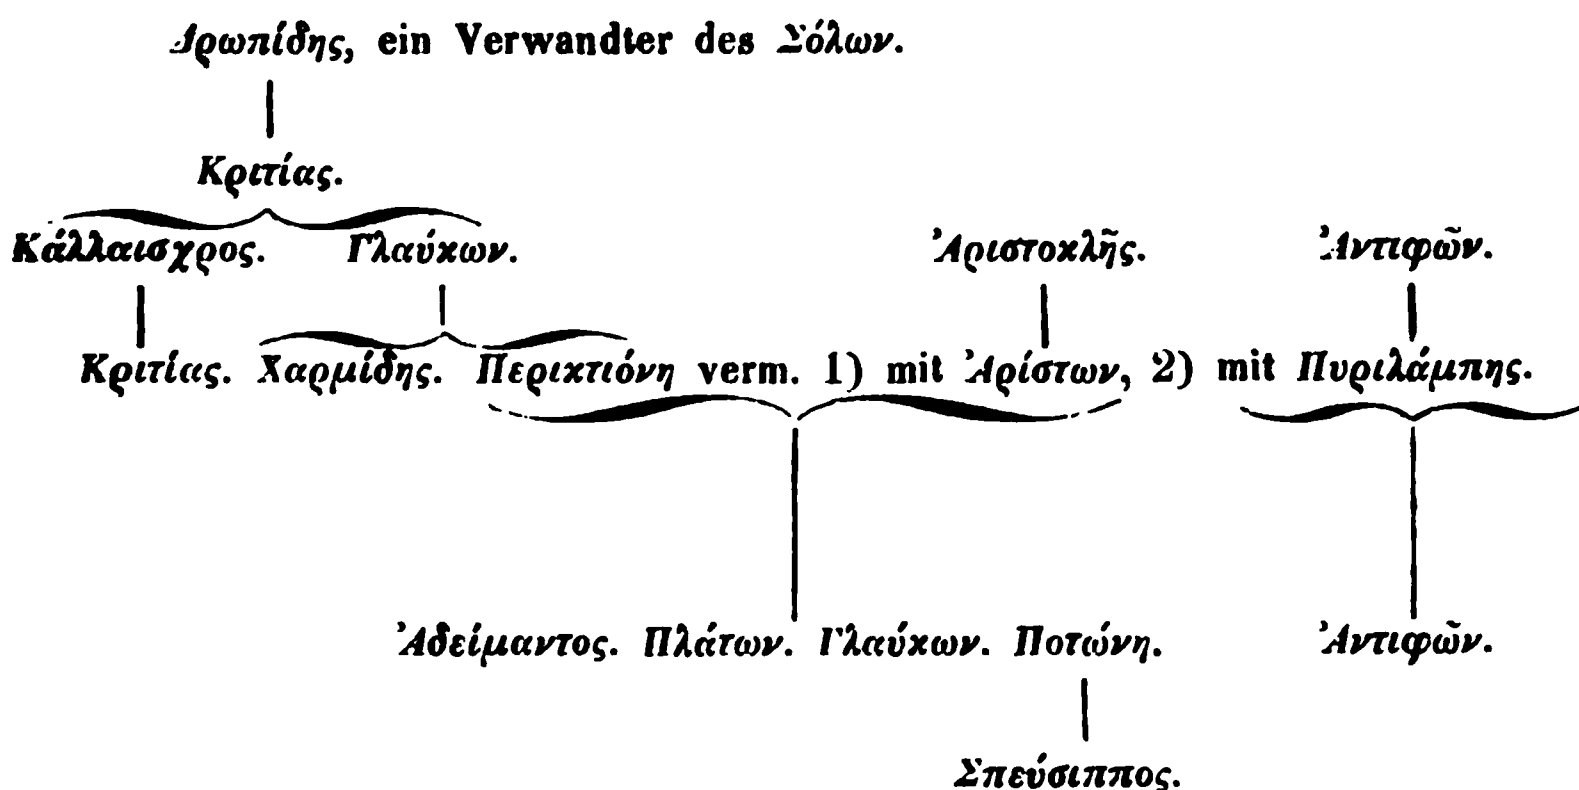 Δρωπίδης, ein Verwandter des Σόλων.
Κριτίας.
Κάλλαισχρος. Γλαύκων. Ἀριστοκλῆς. Ἀντιφῶν.
Κριτίας. Χαρμίδης. Περικτιόνη verm. 1) mit Ἀρίστων, 2) mit Πυριλάμπης.
Ἀδείμαντος. Πλάτων. Γλαύκων. Ποτώνη. Ἀντιφῶν.
Σπεύσιππος.